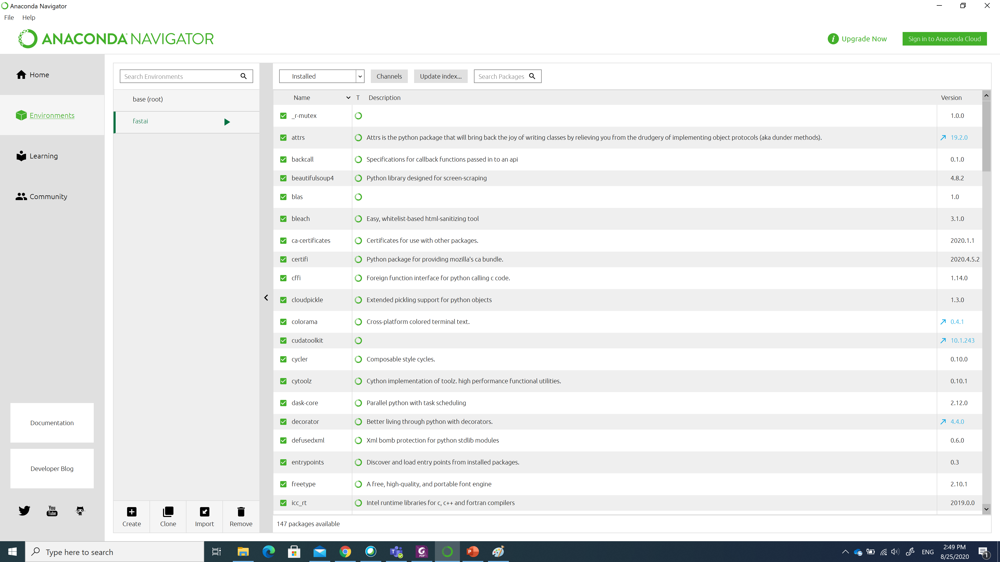 Anaconda Navigator
File Help
ANACONDA NAVIGATOR
i Upgrade Now
Sign in to Anaconda Cloud
Home
Environments
Learning
Community
Documentation
Developer Blog
You Tube
Search Environments
base (root)
fastai
Create
Clone
Import
Remove
Installed Channels Update index... Search Packages
Name T Description Version
_r-mutex 1.0.0
attrs Attrs is the python package that will bring back the joy of writing classes by relieving you from the drudgery of implementing object protocols (aka dunder methods). 19.2.0
backcall Specifications for callback functions passed in to an api 0.1.0
beautifulsoup4 Python library designed for screen-scraping 4.8.2
blas 1.0
bleach Easy, whitelist-based html-sanitizing tool 3.1.0
ca-certificates Certificates for use with other packages. 2020.1.1
certifi Python package for providing mozilla's ca bundle. 2020.4.5.2
cffi Foreign function interface for python calling c code. 1.14.0
cloudpickle Extended pickling support for python objects 1.3.0
colorama Cross-platform colored terminal text. 0.4.1
cudatoolkit 10.1.243
cycler Composable style cycles. 0.10.0
cytoolz Cython implementation of toolz. high performance functional utilities. 0.10.1
dask-core Parallel python with task scheduling 2.12.0
decorator Better living through python with decorators. 4.4.0
defusedxml Xml bomb protection for python stdlib modules 0.6.0
entrypoints Discover and load entry points from installed packages. 0.3
freetype A free, high-quality, and portable font engine 2.10.1
icc_rt Intel runtime libraries for c, c++ and fortran compilers 2019.0.0
147 packages available
Type here to search
T
PDF
P
ENG
2:49 PM
8/25/2020
1